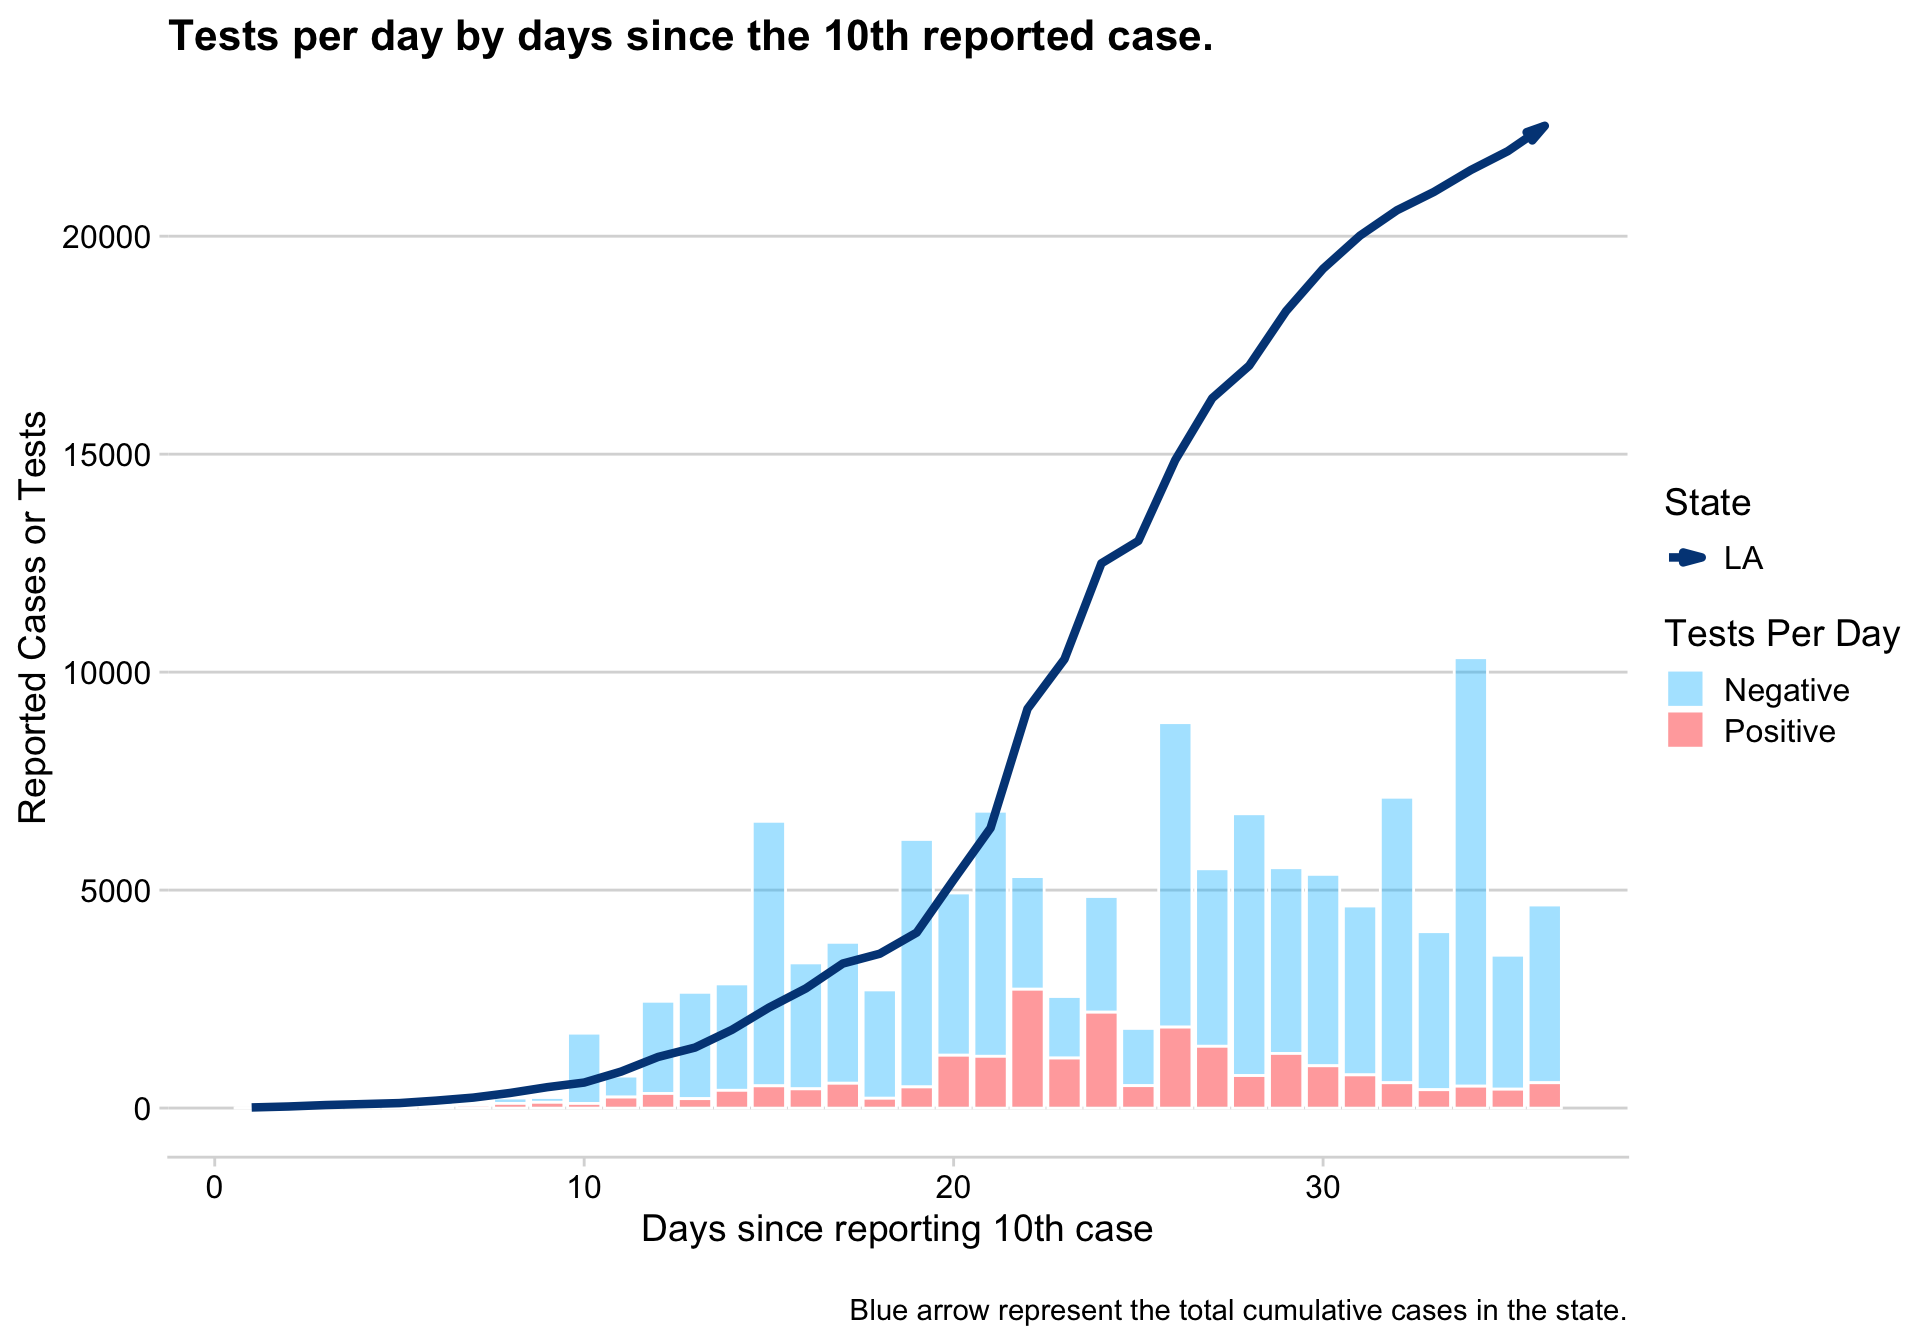 Tests per day by days since the 10th reported case.
Reported Cases or Tests
20000
15000
10000
5000
0
0 10 20 30
Days since reporting 10th case
State
LA
Tests Per Day
Negative
Positive
Blue arrow represent the total cumulative cases in the state.